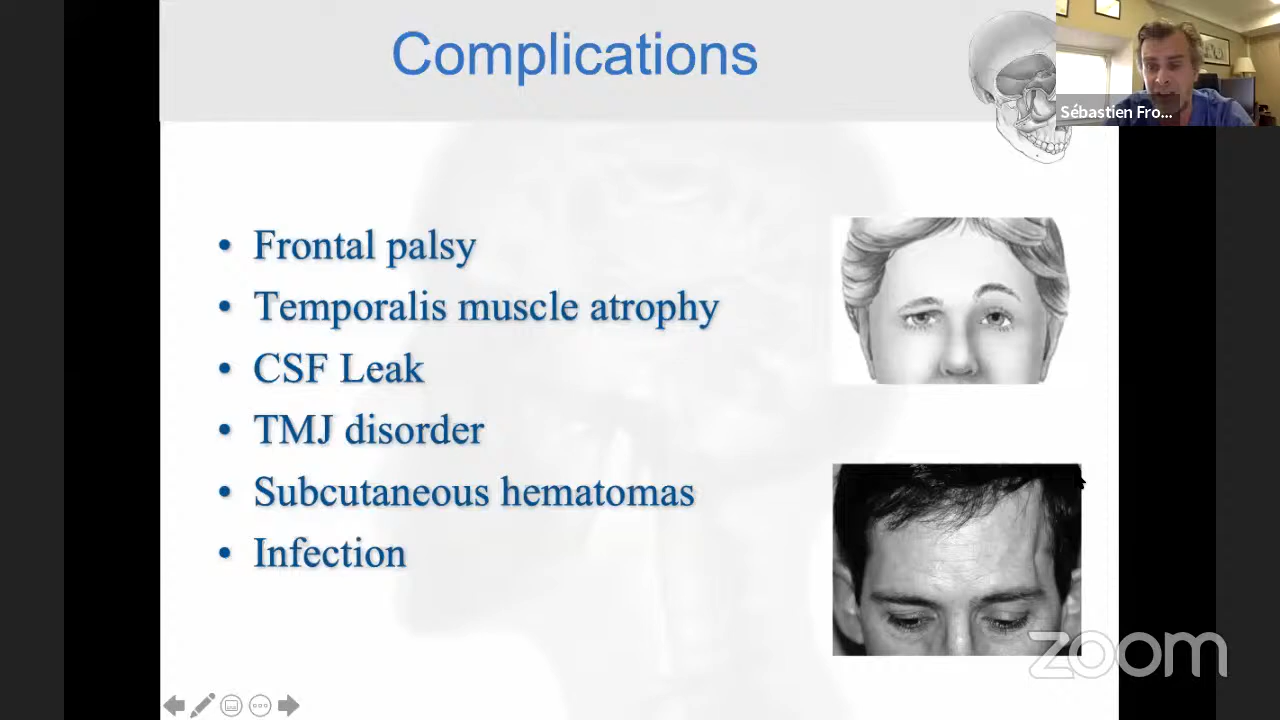 Complications
Sébastien Fro...
• Frontal palsy
• Temporalis muscle atrophy
• CSF Leak
• TMJ disorder
• Subcutaneous hematomas
• Infection
zoom